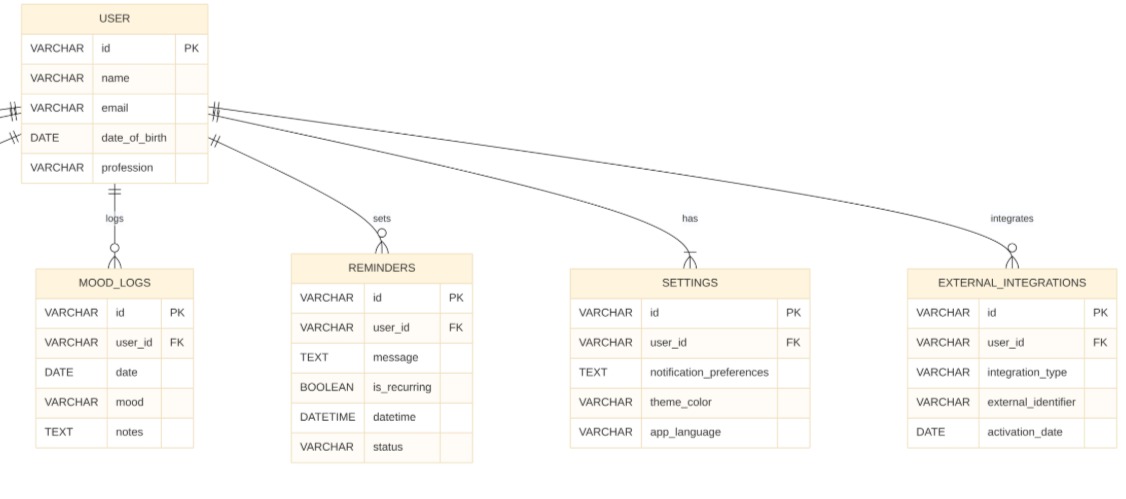 USER
VARCHAR id PK
VARCHAR name
VARCHAR email
DATE date_of_birth
VARCHAR profession
logs
sets
has
integrates
MOOD_LOGS
VARCHAR id PK
VARCHAR user_id FK
DATE date
VARCHAR mood
TEXT notes
REMINDERS
VARCHAR id PK
VARCHAR user_id FK
TEXT message
BOOLEAN is_recurring
DATETIME datetime
VARCHAR status
SETTINGS
VARCHAR id PK
VARCHAR user_id FK
TEXT notification_preferences
VARCHAR theme_color
VARCHAR app_language
EXTERNAL_INTEGRATIONS
VARCHAR id PK
VARCHAR user_id FK
VARCHAR integration_type
VARCHAR external_identifier
DATE activation_date